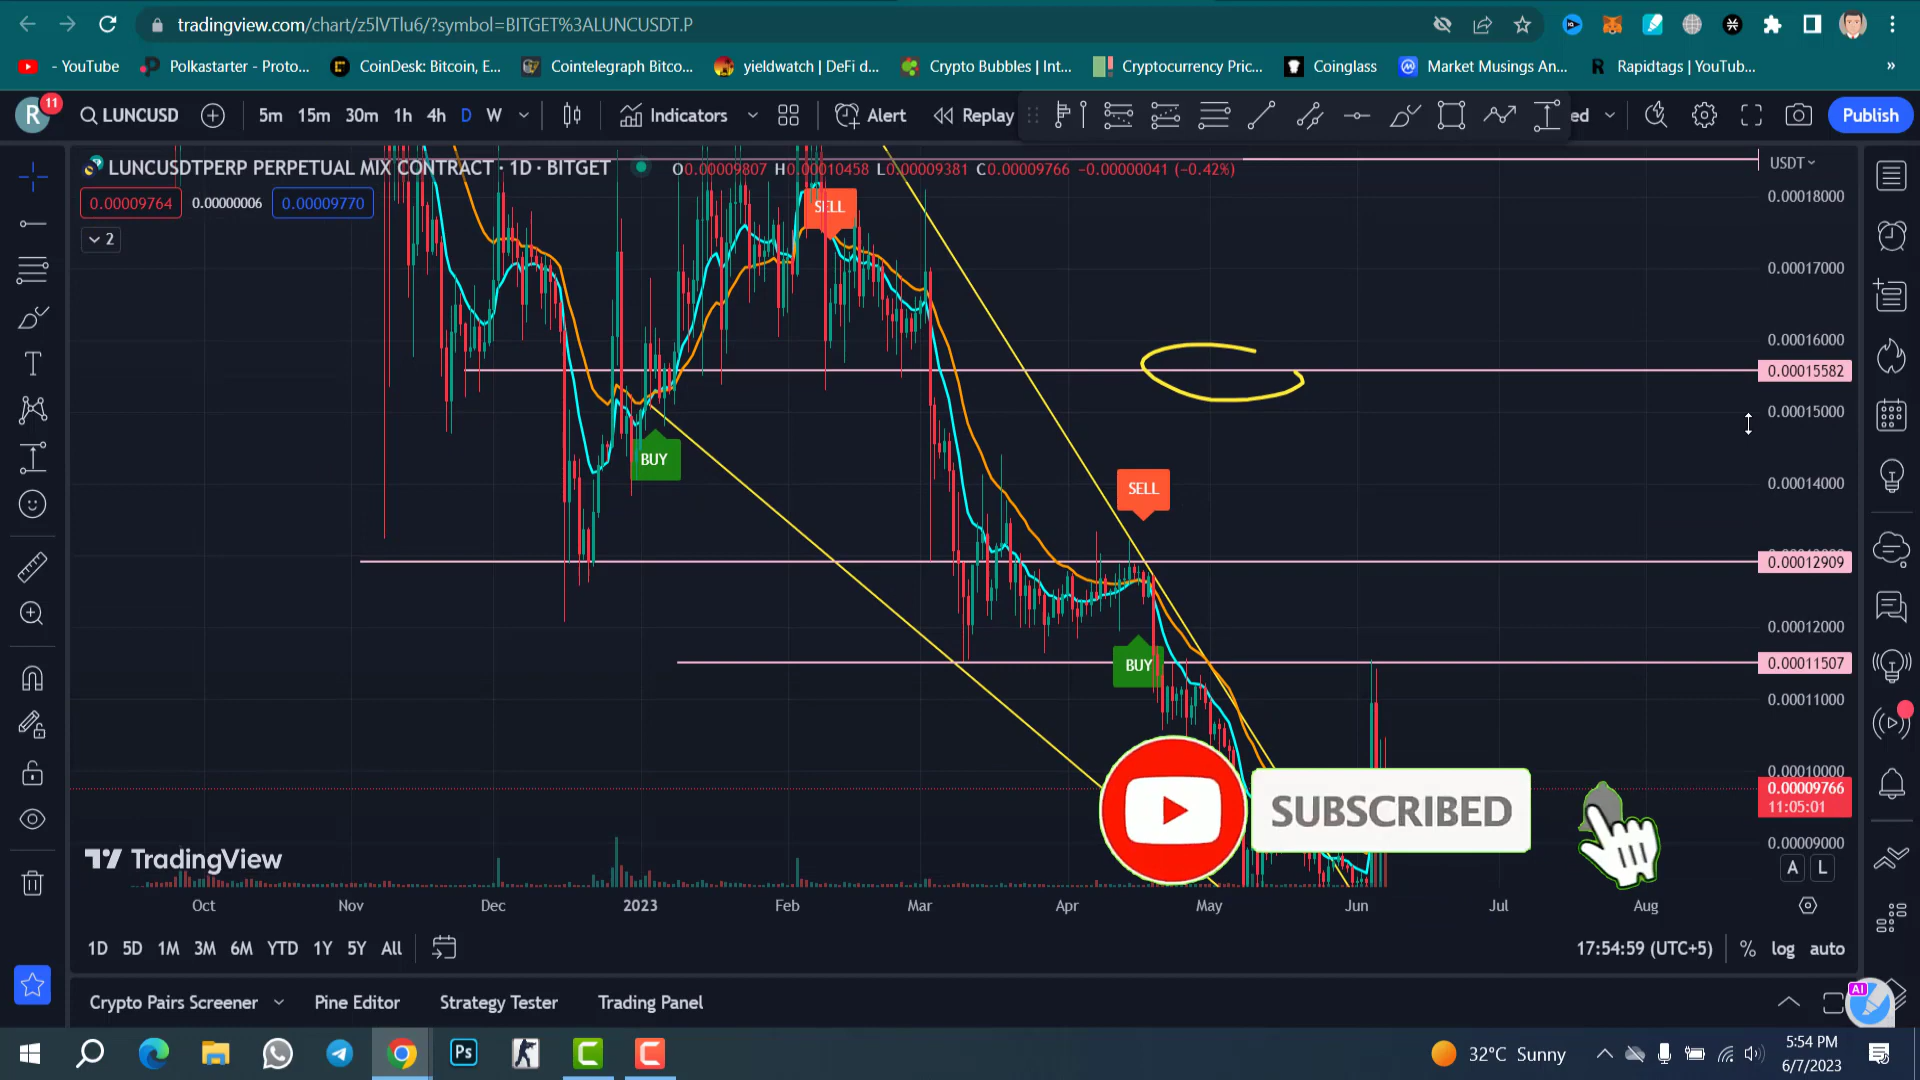 tradingview.com/chart/z5lVTlu6/?symbol=BITGET%3ALUNCUSDT.P
- YouTube
Polkastarter - Proto...
CoinDesk: Bitcoin, E...
Cointelegraph Bitco...
yieldwatch | DeFi d...
Crypto Bubbles | Int...
Cryptocurrency Pric...
Coinglass
Market Musings An...
Rapidtags | YouTub...
»
R 11
LUNCUSD
5m 15m 30m 1h 4h D W
Indicators
Alert
Replay
ed
Publish
LUNCUSDTPERP PERPETUAL MIX CONTRACT · 1D · BITGET
O0.00009807 H0.00010458 L0.00009381 C0.00009766 −0.00000041 (−0.42%)
USDT
0.00009764 0.00000006 0.00009770
2
0.00018000
SELL
0.00017000
0.00016000
0.00015582
0.00015000
BUY
SELL
0.00014000
0.00012909
0.00012000
BUY
0.00011507
0.00011000
0.00010000
0.00009766
11:05:01
SUBSCRIBED
0.00009000
TradingView
A L
Oct Nov Dec 2023 Feb Mar Apr May Jun Jul Aug
1D 5D 1M 3M 6M YTD 1Y 5Y All
17:54:59 (UTC+5)
% log auto
Crypto Pairs Screener
Pine Editor
Strategy Tester
Trading Panel
AI
Ps
32°C Sunny
5:54 PM
6/7/2023